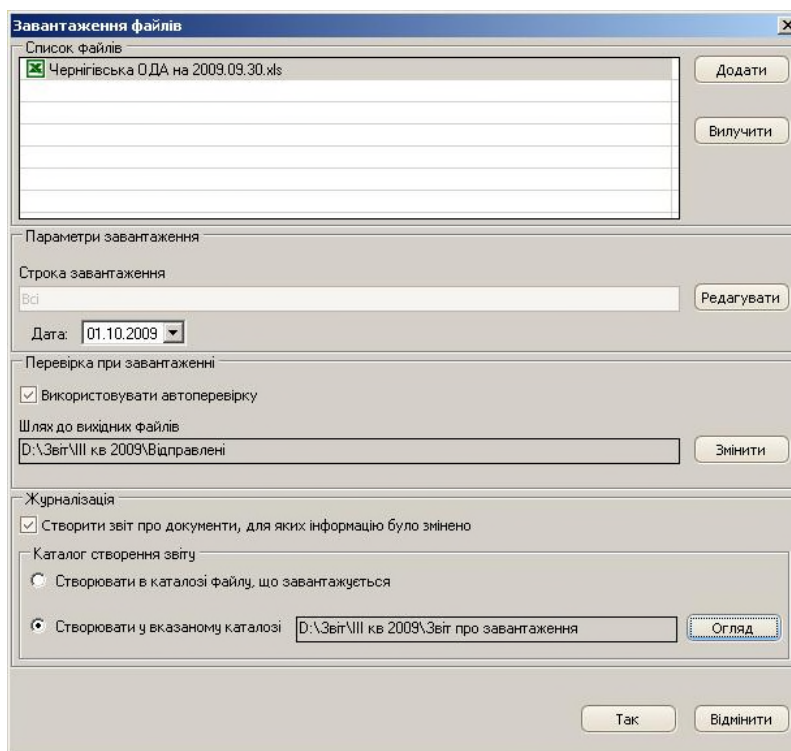 Завантаження файлів
Список файлів
Чернігівська ОДА на 2009.09.30.xls
Додати
Вилучити
Параметри завантаження
Строка завантаження
Всі
Редагувати
Дата: 01.10.2009
Перевірка при завантаженні
Використовувати автоперевірку
Шлях до вихідних файлів
D:\Звіт\III кв 2009\Відправлені
Змінити
Журналізація
Створити звіт про документи, для яких інформацію було змінено
Каталог створення звіту
Створювати в каталозі файлу, що завантажується
Створювати у вказаному каталозі D:\Звіт\III кв 2009\Звіт про завантаження Огляд
Так Відмінити